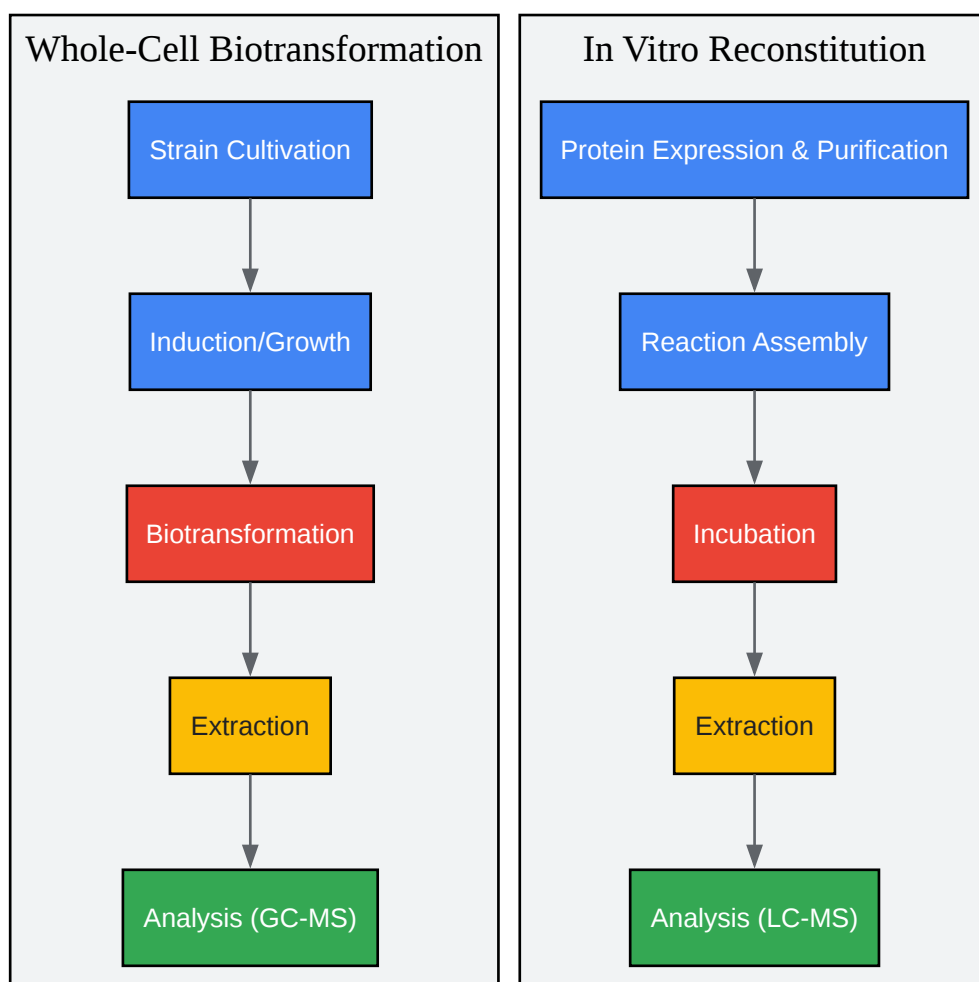 Whole-Cell Biotransformation
Strain Cultivation
Induction/Growth
Biotransformation
Extraction
Analysis (GC-MS)
In Vitro Reconstitution
Protein Expression & Purification
Reaction Assembly
Incubation
Extraction
Analysis (LC-MS)